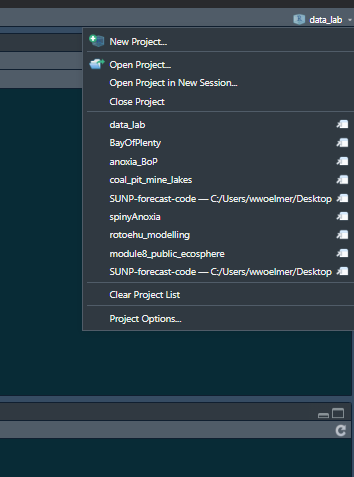 data_lab
New Project...
Open Project...
Open Project in New Session...
Close Project
data_lab
BayOfPlenty
anoxia_BoP
coal_pit_mine_lakes
SUNP-forecast-code — C:/Users/wwoelmer/Desktop
spinyAnoxia
rotoehu_modelling
module8_public_ecosphere
SUNP-forecast-code — C:/Users/wwoelmer/Desktop
Clear Project List
Project Options...